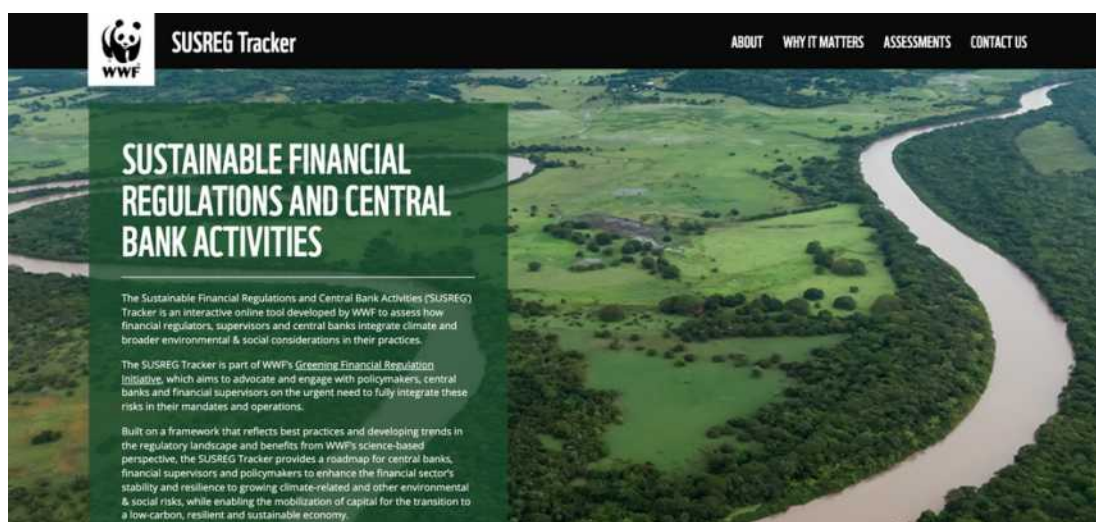 WWF
SUSREG Tracker
ABOUT WHY IT MATTERS ASSESSMENTS CONTACT US
SUSTAINABLE FINANCIAL
REGULATIONS AND CENTRAL
BANK ACTIVITIES
The Sustainable Financial Regulations and Central Bank Activities ('SUSREG')
Tracker is an interactive online tool developed by WWF to assess how
financial regulators, supervisors and central banks integrate climate and
broader environmental & social considerations in their practices.
The SUSREG Tracker is part of WWF's Greening Financial Regulation
Initiative, which aims to advocate and engage with policymakers, central
banks and financial supervisors on the urgent need to fully integrate these
risks in their mandates and operations.
Built on a framework that reflects best practices and developing trends in
the regulatory landscape and benefits from WWF's science-based
perspective, the SUSREG Tracker provides a roadmap for central banks,
financial supervisors and policymakers to enhance the financial sector's
stability and resilience to growing climate-related and other environmental
& social risks, while enabling the mobilization of capital for the transition to
a low-carbon, resilient and sustainable economy.